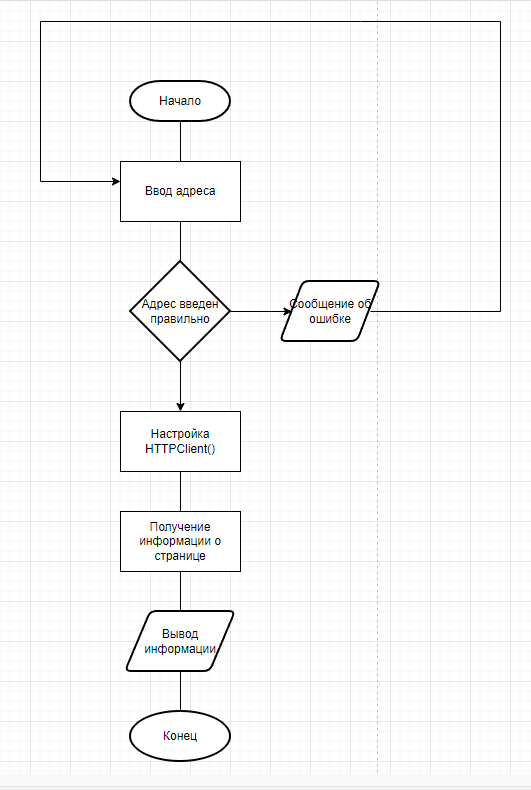 Начало
Ввод адреса
Адрес введен
правильно
Сообщение об
ошибке
Настройка
HTTPClient()
Получение
информации о
странице
Вывод
информации
Конец